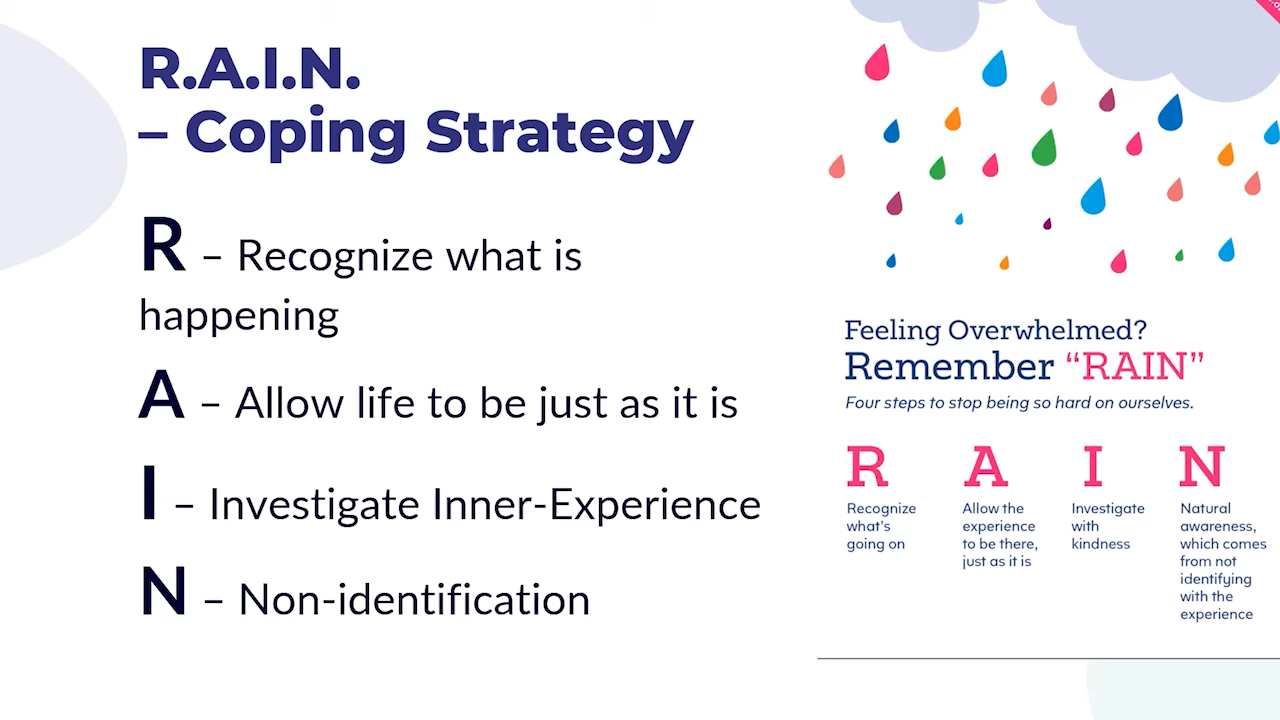 R.A.I.N.
– Coping Strategy
R – Recognize what is
happening
A – Allow life to be just as it is
I – Investigate Inner-Experience
N – Non-identification
Feeling Overwhelmed?
Remember “RAIN”
Four steps to stop being so hard on ourselves.
R
Recognize
what’s
going on
A
Allow the
experience
to be there,
just as it is
I
Investigate
with
kindness
N
Natural
awareness,
which comes
from not
identifying
with the
experience